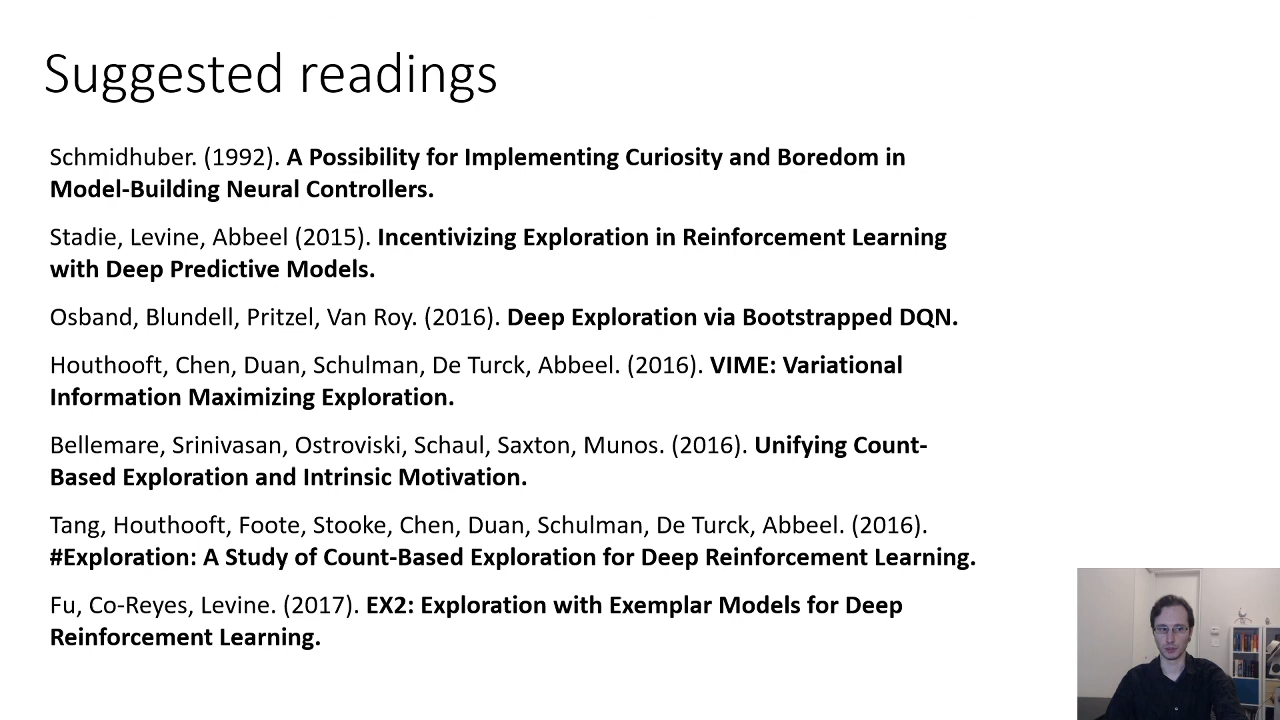 Suggested readings
Schmidhuber. (1992). A Possibility for Implementing Curiosity and Boredom in
Model-Building Neural Controllers.
Stadie, Levine, Abbeel (2015). Incentivizing Exploration in Reinforcement Learning
with Deep Predictive Models.
Osband, Blundell, Pritzel, Van Roy. (2016). Deep Exploration via Bootstrapped DQN.
Houthooft, Chen, Duan, Schulman, De Turck, Abbeel. (2016). VIME: Variational
Information Maximizing Exploration.
Bellemare, Srinivasan, Ostroviski, Schaul, Saxton, Munos. (2016). Unifying Count-
Based Exploration and Intrinsic Motivation.
Tang, Houthooft, Foote, Stooke, Chen, Duan, Schulman, De Turck, Abbeel. (2016).
#Exploration: A Study of Count-Based Exploration for Deep Reinforcement Learning.
Fu, Co-Reyes, Levine. (2017). EX2: Exploration with Exemplar Models for Deep
Reinforcement Learning.